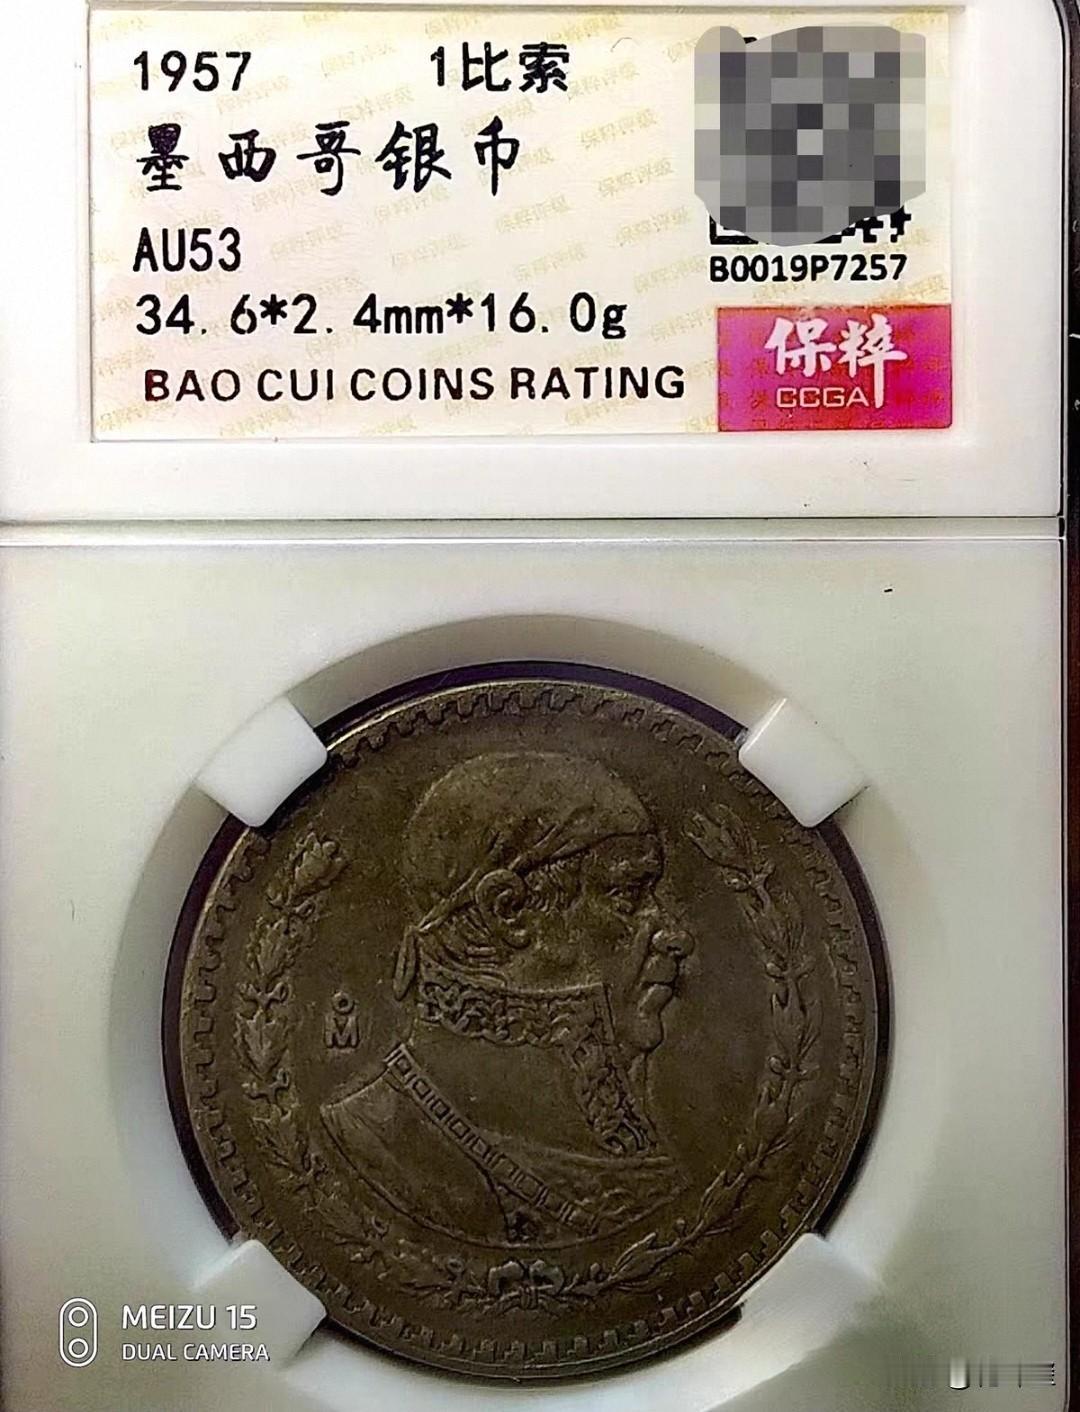 1957 1比索
墨西哥银币
AU53
34.6*2.4mm*16.0g
BAO CUI COINS RATING
B0019P7257
保粹
CCGA
M
MEIZU 15
DUAL CAMERA